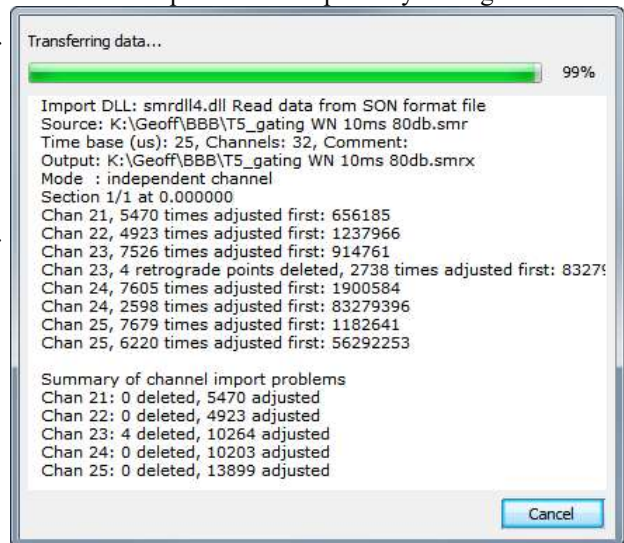 Transferring data...
99%
Import DLL: smrdll4.dll Read data from SON format file
Source: K:\Geoff\BBB\T5_gating WN 10ms 80db.smr
Time base (us): 25, Channels: 32, Comment:
Output: K:\Geoff\BBB\T5_gating WN 10ms 80db.smrx
Mode : independent channel
Section 1/1 at 0.000000
Chan 21, 5470 times adjusted first: 656185
Chan 22, 4923 times adjusted first: 1237966
Chan 23, 7526 times adjusted first: 914761
Chan 23, 4 retrograde points deleted, 2738 times adjusted first: 83279
Chan 24, 7605 times adjusted first: 1900584
Chan 24, 2598 times adjusted first: 83279396
Chan 25, 7679 times adjusted first: 1182641
Chan 25, 6220 times adjusted first: 56292253
Summary of channel import problems
Chan 21: 0 deleted, 5470 adjusted
Chan 22: 0 deleted, 4923 adjusted
Chan 23: 4 deleted, 10264 adjusted
Chan 24: 0 deleted, 10203 adjusted
Chan 25: 0 deleted, 13899 adjusted
Cancel